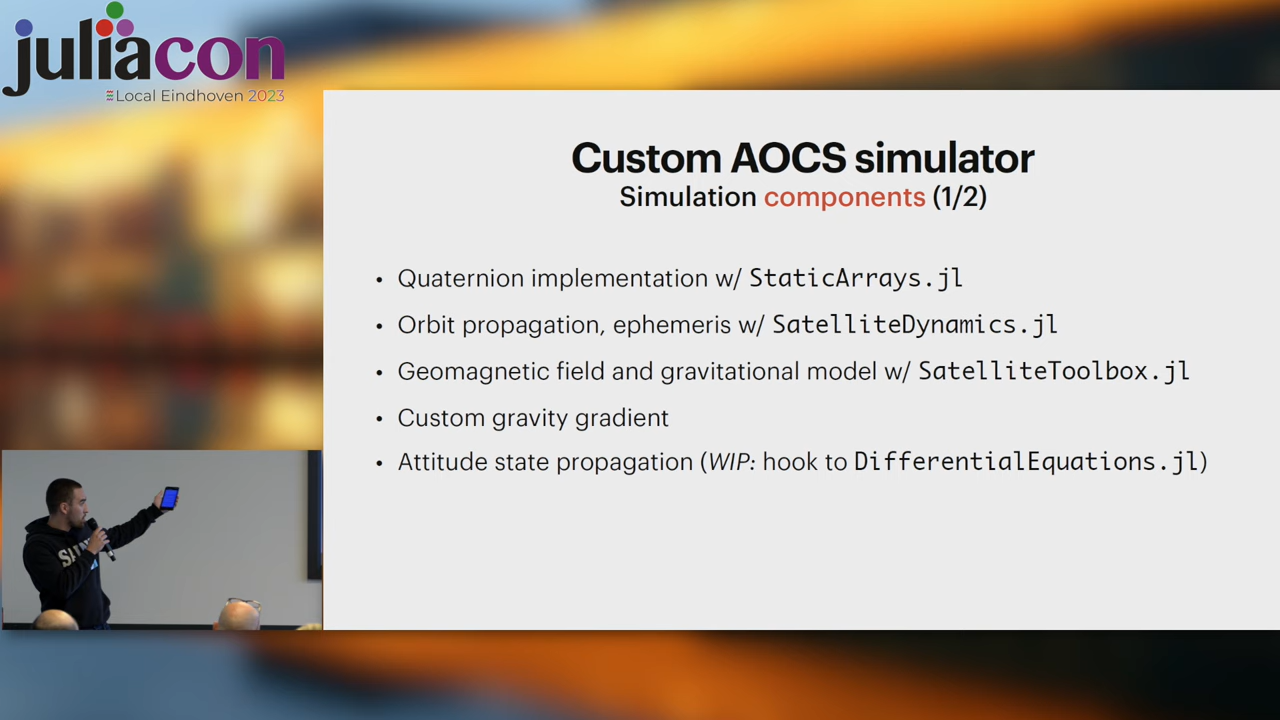 juliacon
Local Eindhoven 2023
Custom AOCS simulator
Simulation components (1/2)
• Quaternion implementation w/ StaticArrays.jl
• Orbit propagation, ephemeris w/ SatelliteDynamics.jl
• Geomagnetic field and gravitational model w/ SatelliteToolbox.jl
• Custom gravity gradient
• Attitude state propagation (WIP: hook to DifferentialEquations.jl)